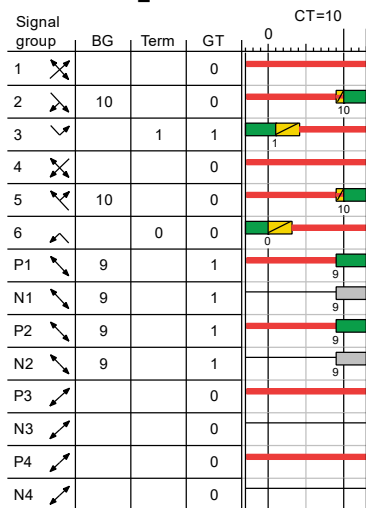 Signal group BG Term GT CT=10
0
1 0
2 10 0 10
3 1 1 1
4 0
5 10 0 10
6 0 0 0
P1 9 1 9
N1 9 1 9
P2 9 1 9
N2 9 1 9
P3 0
N3 0
P4 0
N4 0